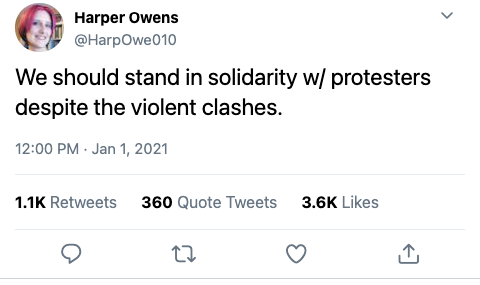 Harper Owens
@HarpOwe010
We should stand in solidarity w/ protesters
despite the violent clashes.
12:00 PM · Jan 1, 2021
1.1K Retweets 360 Quote Tweets 3.6K Likes